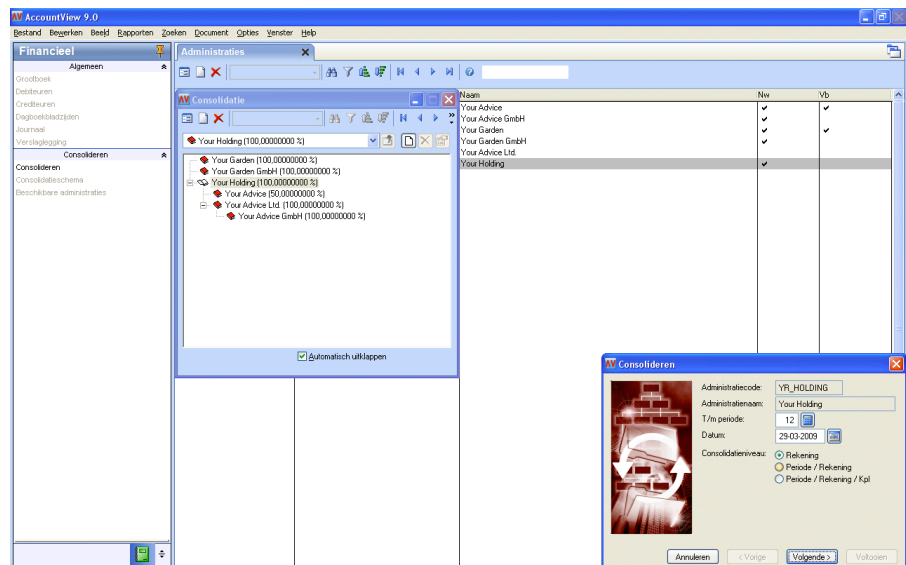 AccountView 9.0
Bestand Bewerken Beeld Rapporten Zoeken Document Opties Venster Help
Financieel
Algemeen
Grootboek
Debiteuren
Crediteuren
Dagboekbladzijden
Journaal
Verslaglegging
Consolideren
Consolideren
Consolidatieschema
Beschikbare administraties
Administraties
Naam Nw Vb
Your Advice
Your Advice GmbH
Your Garden
Your Garden GmbH
Your Advice Ltd.
Your Holding
Consolidatie
Your Holding (100,00000000 %)
Your Garden (100,00000000 %)
Your Garden GmbH (100,00000000 %)
Your Holding (100,00000000 %)
Your Advice (50,00000000 %)
Your Advice Ltd. (100,00000000 %)
Your Advice GmbH (100,00000000 %)
Automatisch uitklappen
Consolideren
Administratiecode: YR_HOLDING
Administratienaam: Your Holding
T/m periode: 12
Datum: 29-03-2009
Consolidatieniveau: Rekening
Periode / Rekening
Periode / Rekening / Kpl
Annuleren < Vorige Volgende > Voltooien